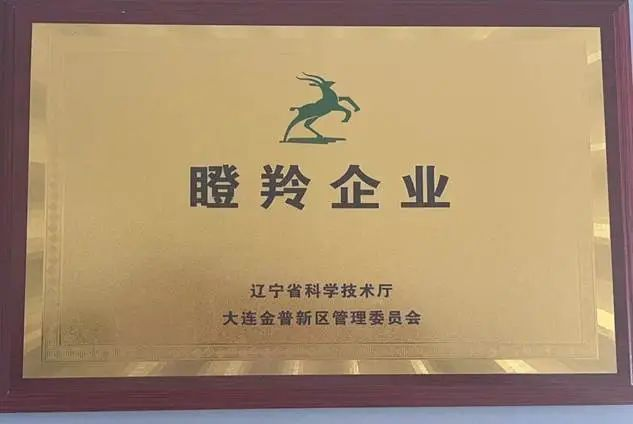 瞪羚企业
辽宁省科学技术厅
大连金普新区管理委员会